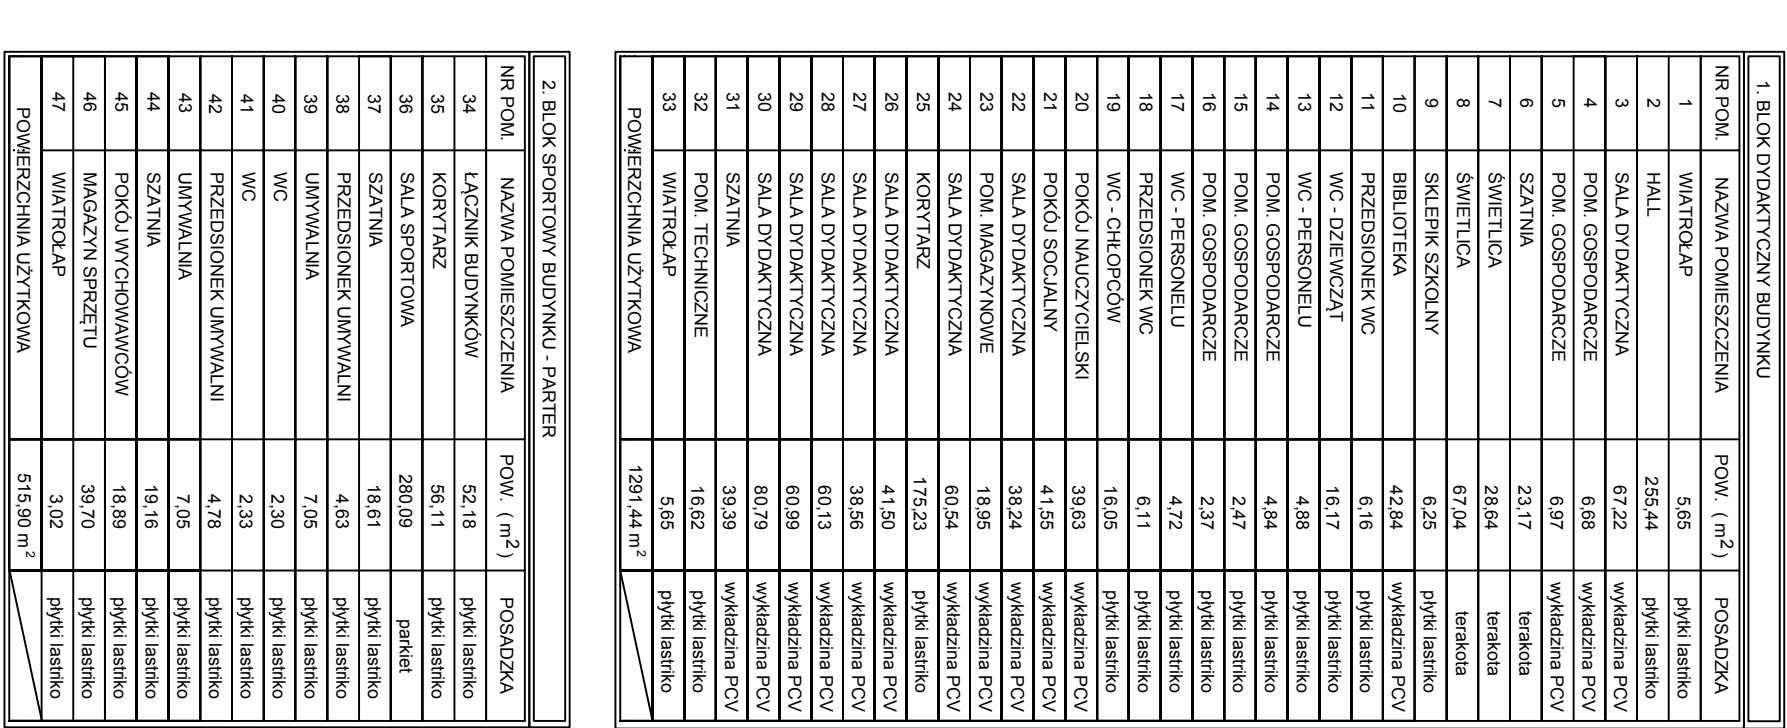 1. BLOK DYDAKTYCZNY BUDYNKU
NR POM. NAZWA POMIESZCZENIA POW. ( m2 ) POSADZKA
1 WIATROŁAP 5,65 płytki lastriko
2 HALL 255,44 płytki lastriko
3 SALA DYDAKTYCZNA 67,22 wykładzina PCV
4 POM. GOSPODARCZE 6,68 wykładzina PCV
5 POM. GOSPODARCZE 6,97 wykładzina PCV
6 SZATNIA 23,17 terakota
7 ŚWIETLICA 28,64 terakota
8 ŚWIETLICA 67,04 terakota
9 SKLEPIK SZKOLNY 6,25 płytki lastriko
10 BIBLIOTEKA 42,84 wykładzina PCV
11 PRZEDSIONEK WC 6,16 płytki lastriko
12 WC - DZIEWCZĄT 16,17 płytki lastriko
13 WC - PERSONELU 4,88 płytki lastriko
14 POM. GOSPODARCZE 4,84 płytki lastriko
15 POM. GOSPODARCZE 2,47 płytki lastriko
16 POM. GOSPODARCZE 2,37 płytki lastriko
17 WC - PERSONELU 4,72 płytki lastriko
18 PRZEDSIONEK WC 6,11 płytki lastriko
19 WC - CHŁOPCÓW 16,05 płytki lastriko
20 POKÓJ NAUCZYCIELSKI 39,63 wykładzina PCV
21 POKÓJ SOCJALNY 41,55 wykładzina PCV
22 SALA DYDAKTYCZNA 38,24 wykładzina PCV
23 POM. MAGAZYNOWE 18,95 wykładzina PCV
24 SALA DYDAKTYCZNA 60,54 wykładzina PCV
25 KORYTARZ 175,23 płytki lastriko
26 SALA DYDAKTYCZNA 41,50 wykładzina PCV
27 SALA DYDAKTYCZNA 38,56 wykładzina PCV
28 SALA DYDAKTYCZNA 60,13 wykładzina PCV
29 SALA DYDAKTYCZNA 60,99 wykładzina PCV
30 SALA DYDAKTYCZNA 80,79 wykładzina PCV
31 SZATNIA 39,39 wykładzina PCV
32 POM. TECHNICZNE 16,62 płytki lastriko
33 WIATROŁAP 5,65 płytki lastriko
POWIERZCHNIA UŻYTKOWA 1291,44 m2
2. BLOK SPORTOWY BUDYNKU - PARTER
NR POM. NAZWA POMIESZCZENIA POW. ( m2 ) POSADZKA
34 ŁĄCZNIK BUDYNKÓW 52,18 płytki lastriko
35 KORYTARZ 56,11 płytki lastriko
36 SALA SPORTOWA 280,09 parkiet
37 SZATNIA 18,61 płytki lastriko
38 PRZEDSIONEK UMYWALNI 4,63 płytki lastriko
39 UMYWALNIA 7,05 płytki lastriko
40 WC 2,30 płytki lastriko
41 WC 2,33 płytki lastriko
42 PRZEDSIONEK UMYWALNI 4,78 płytki lastriko
43 UMYWALNIA 7,05 płytki lastriko
44 SZATNIA 19,16 płytki lastriko
45 POKÓJ WYCHOWAWCÓW 18,89 płytki lastriko
46 MAGAZYN SPRZĘTU 39,70 płytki lastriko
47 WIATROŁAP 3,02 płytki lastriko
POWIERZCHNIA UŻYTKOWA 515,90 m2